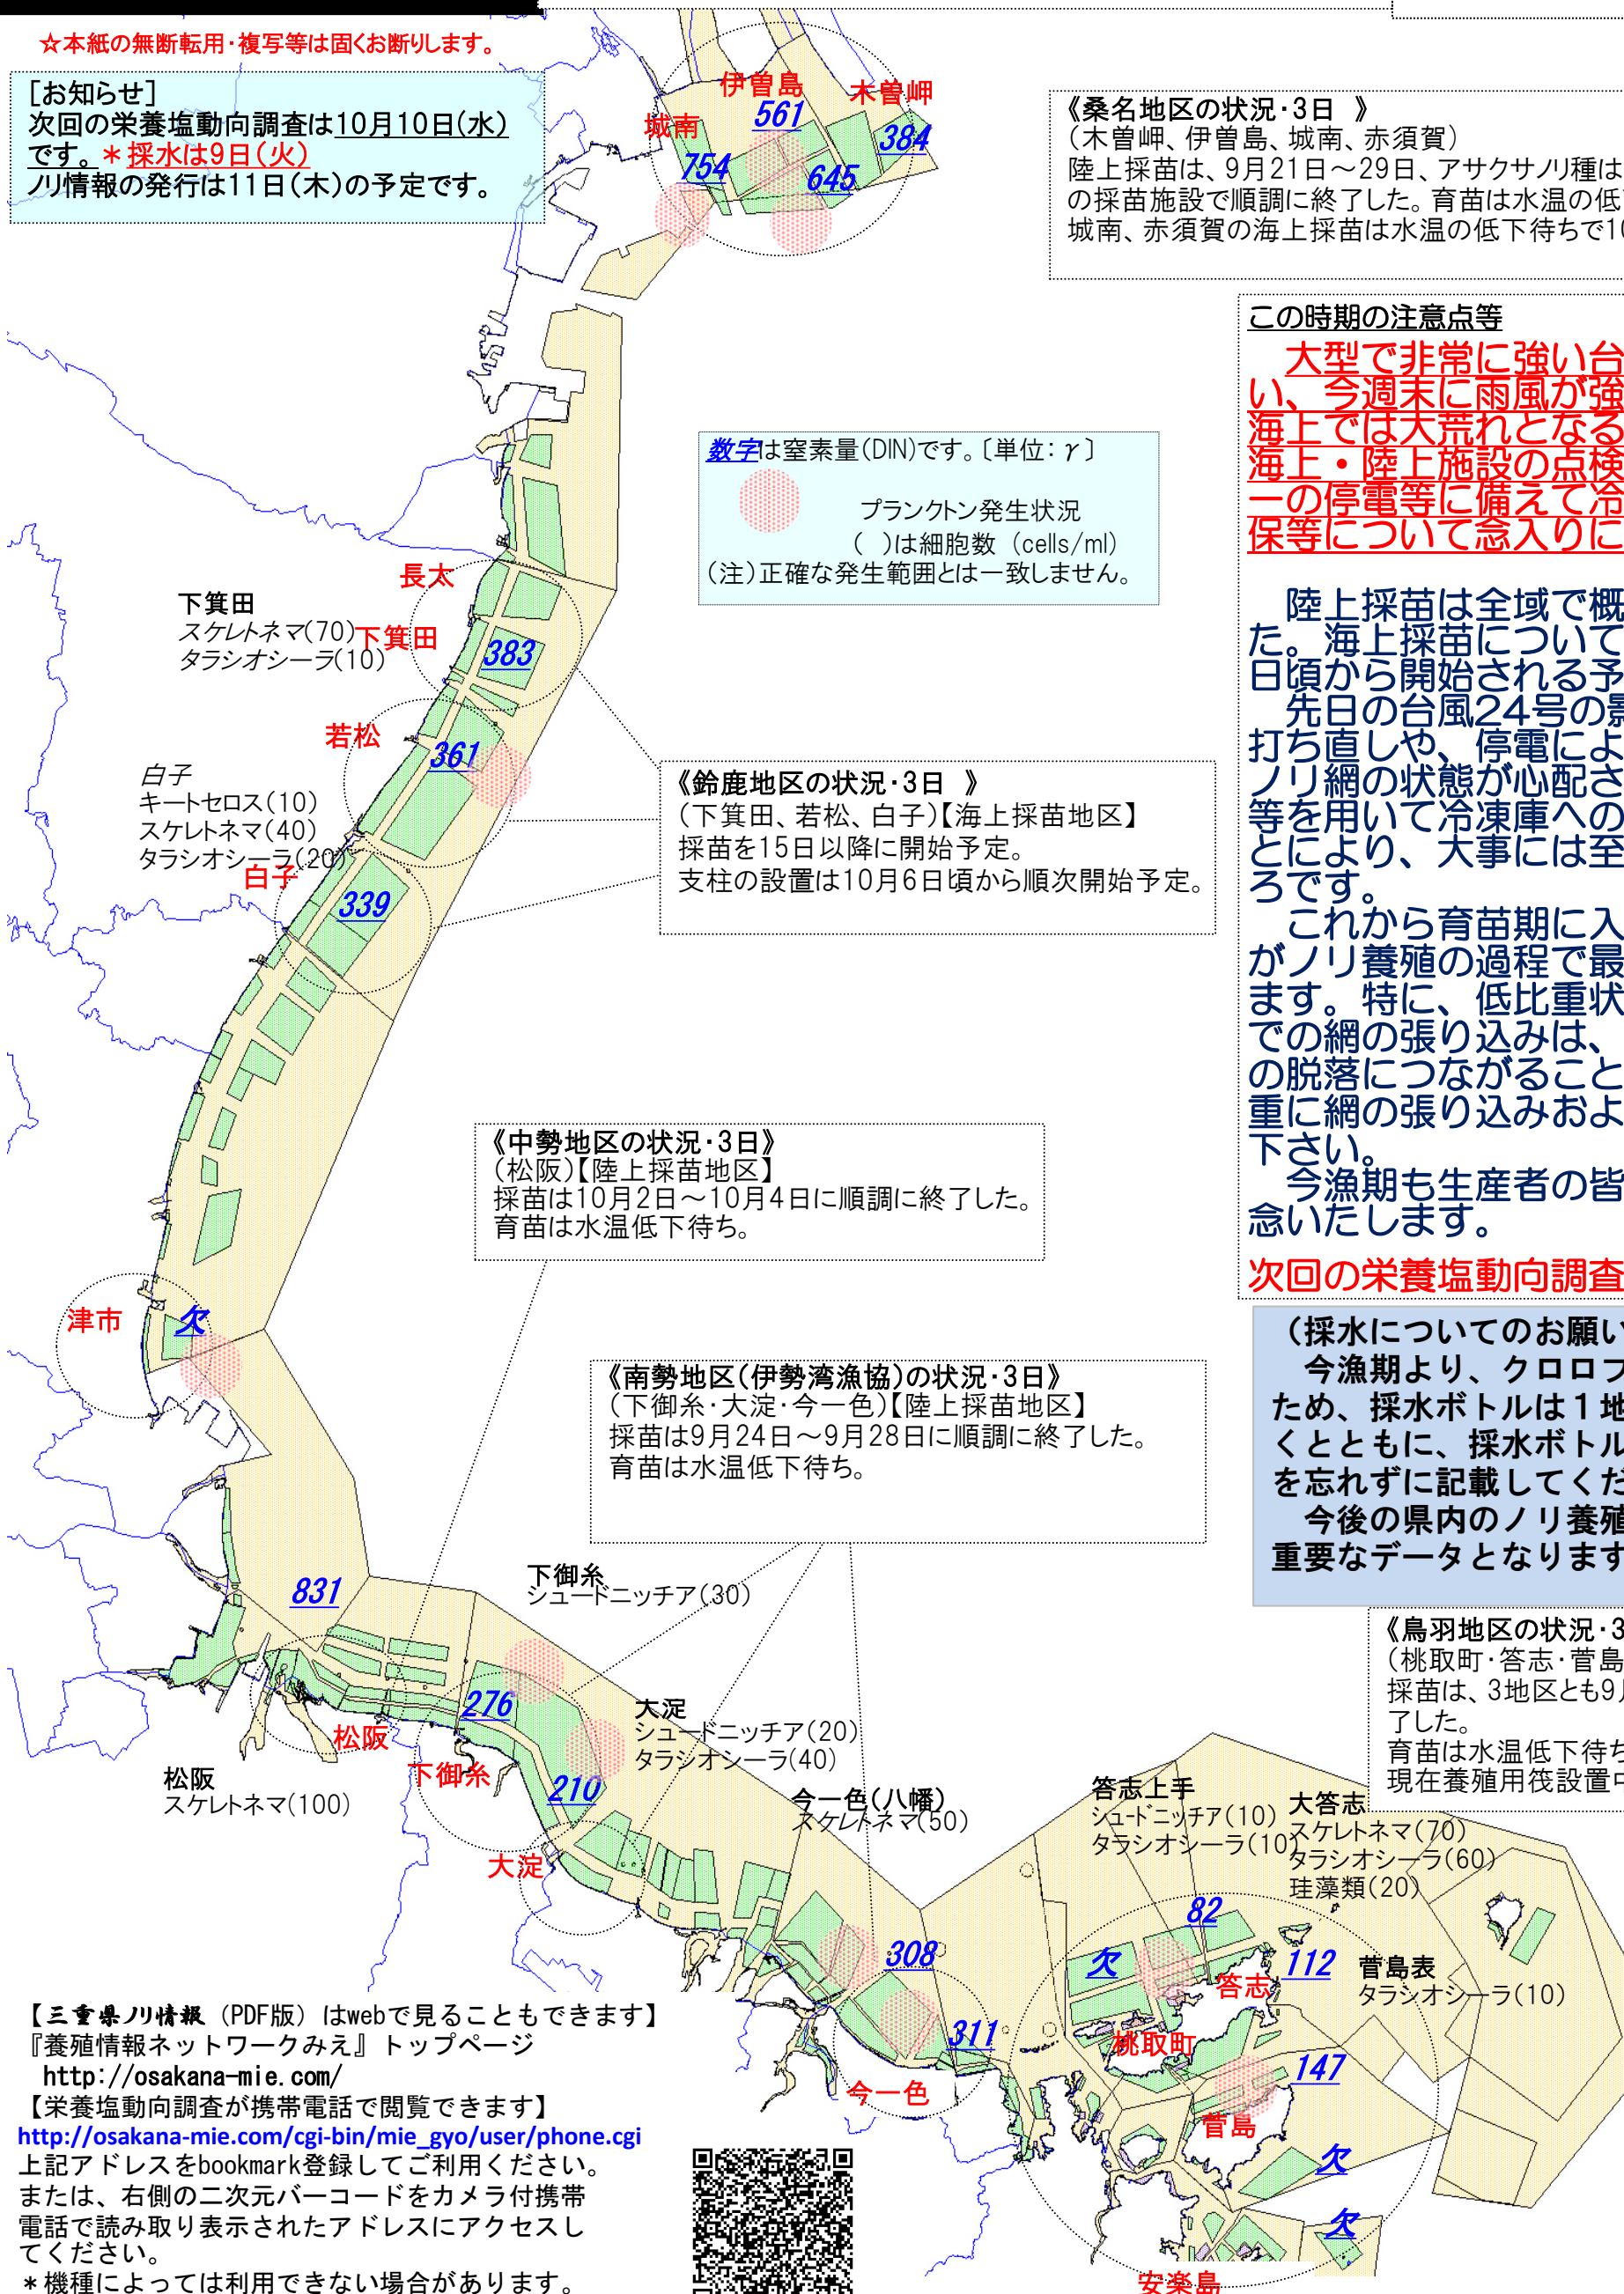 ☆本紙の無断転用･複写等は固くお断りします。
［お知らせ］
次回の栄養塩動向調査は10月10日(水)
です。＊採水は9日(火)
ノリ情報の発行は11日(木)の予定です。
伊曽島
木曽岬
城南
561
384
754
645
《桑名地区の状況･3日 》
（木曽岬、伊曽島、城南、赤須賀）
陸上採苗は、9月21日～29日、アサクサノリ種は
の採苗施設で順調に終了した。育苗は水温の低
城南、赤須賀の海上採苗は水温の低下待ちで1
この時期の注意点等
大型で非常に強い台
い、今週末に雨風が強
海上では大荒れとなる
海上・陸上施設の点検
一の停電等に備えて冷
保等について念入りに
陸上採苗は全域で概
た。海上採苗について
日頃から開始される予
先日の台風24号の影
打ち直しや、停電によ
ノリ網の状態が心配さ
等を用いて冷凍庫への
とにより、大事には至
ろです。
これから育苗期に入
がノリ養殖の過程で最
ます。特に、低比重状
での網の張り込みは、
の脱落につながること
重に網の張り込みおよ
下さい。
今漁期も生産者の皆
念いたします。
次回の栄養塩動向調査
数字は窒素量(DIN)です。〔単位：γ〕
プランクトン発生状況
（ ）は細胞数 (cells/ml)
(注)正確な発生範囲とは一致しません。
長太
下箕田
スケレトネマ(70)
タラシオシーラ(10)
下箕田
383
若松
361
白子
キートセロス(10)
スケレトネマ(40)
タラシオシーラ(20)
白子
339
《鈴鹿地区の状況･3日 》
（下箕田、若松、白子）【海上採苗地区】
採苗を15日以降に開始予定。
支柱の設置は10月6日頃から順次開始予定。
《中勢地区の状況･3日》
（松阪）【陸上採苗地区】
採苗は10月2日～10月4日に順調に終了した。
育苗は水温低下待ち。
津市
欠
《南勢地区(伊勢湾漁協)の状況･3日》
（下御糸･大淀･今一色）【陸上採苗地区】
採苗は9月24日～9月28日に順調に終了した。
育苗は水温低下待ち。
（採水についてのお願い
今漁期より、クロロフ
ため、採水ボトルは１地
くとともに、採水ボトル
を忘れずに記載してくだ
今後の県内のノリ養殖
重要なデータとなります
831
下御糸
シュードニッチア(30)
《鳥羽地区の状況･3
（桃取町･答志･菅島
採苗は、3地区とも9月
了した。
育苗は水温低下待ち
現在養殖用筏設置中
276
松阪
下御糸
210
大淀
シュードニッチア(20)
タラシオシーラ(40)
松阪
スケレトネマ(100)
今一色(八幡)
スケレトネマ(50)
大淀
答志上手
シュードニッチア(10)
タラシオシーラ(10)
大答志
スケレトネマ(70)
タラシオシーラ(60)
珪藻類(20)
82
308
欠
112
答志
菅島表
タラシオシーラ(10)
311
桃取町
147
今一色
菅島
欠
欠
安楽島
【三重県ノリ情報（PDF版）はwebで見ることもできます】
『養殖情報ネットワークみえ』トップページ
http://osakana-mie.com/
【栄養塩動向調査が携帯電話で閲覧できます】
http://osakana-mie.com/cgi-bin/mie_gyo/user/phone.cgi
上記アドレスをbookmark登録してご利用ください。
または、右側の二次元バーコードをカメラ付携帯
電話で読み取り表示されたアドレスにアクセスし
てください。
＊機種によっては利用できない場合があります。